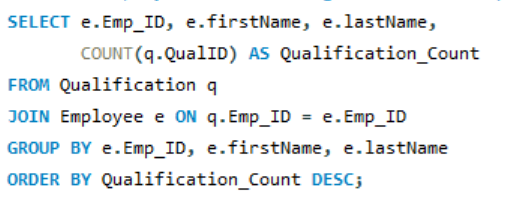 SELECT e.Emp_ID, e.firstName, e.lastName,
COUNT(q.QualID) AS Qualification_Count
FROM Qualification q
JOIN Employee e ON q.Emp_ID = e.Emp_ID
GROUP BY e.Emp_ID, e.firstName, e.lastName
ORDER BY Qualification_Count DESC;